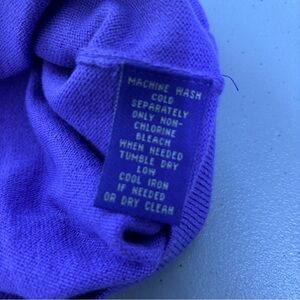 MACHINE WASH
COLD
SEPARATELY
ONLY NON-
CHLORINE
BLEACH
WHEN NEEDED
TUMBLE DRY
LOW
COOL IRON
IF NEEDED
OR DRY CLEAN